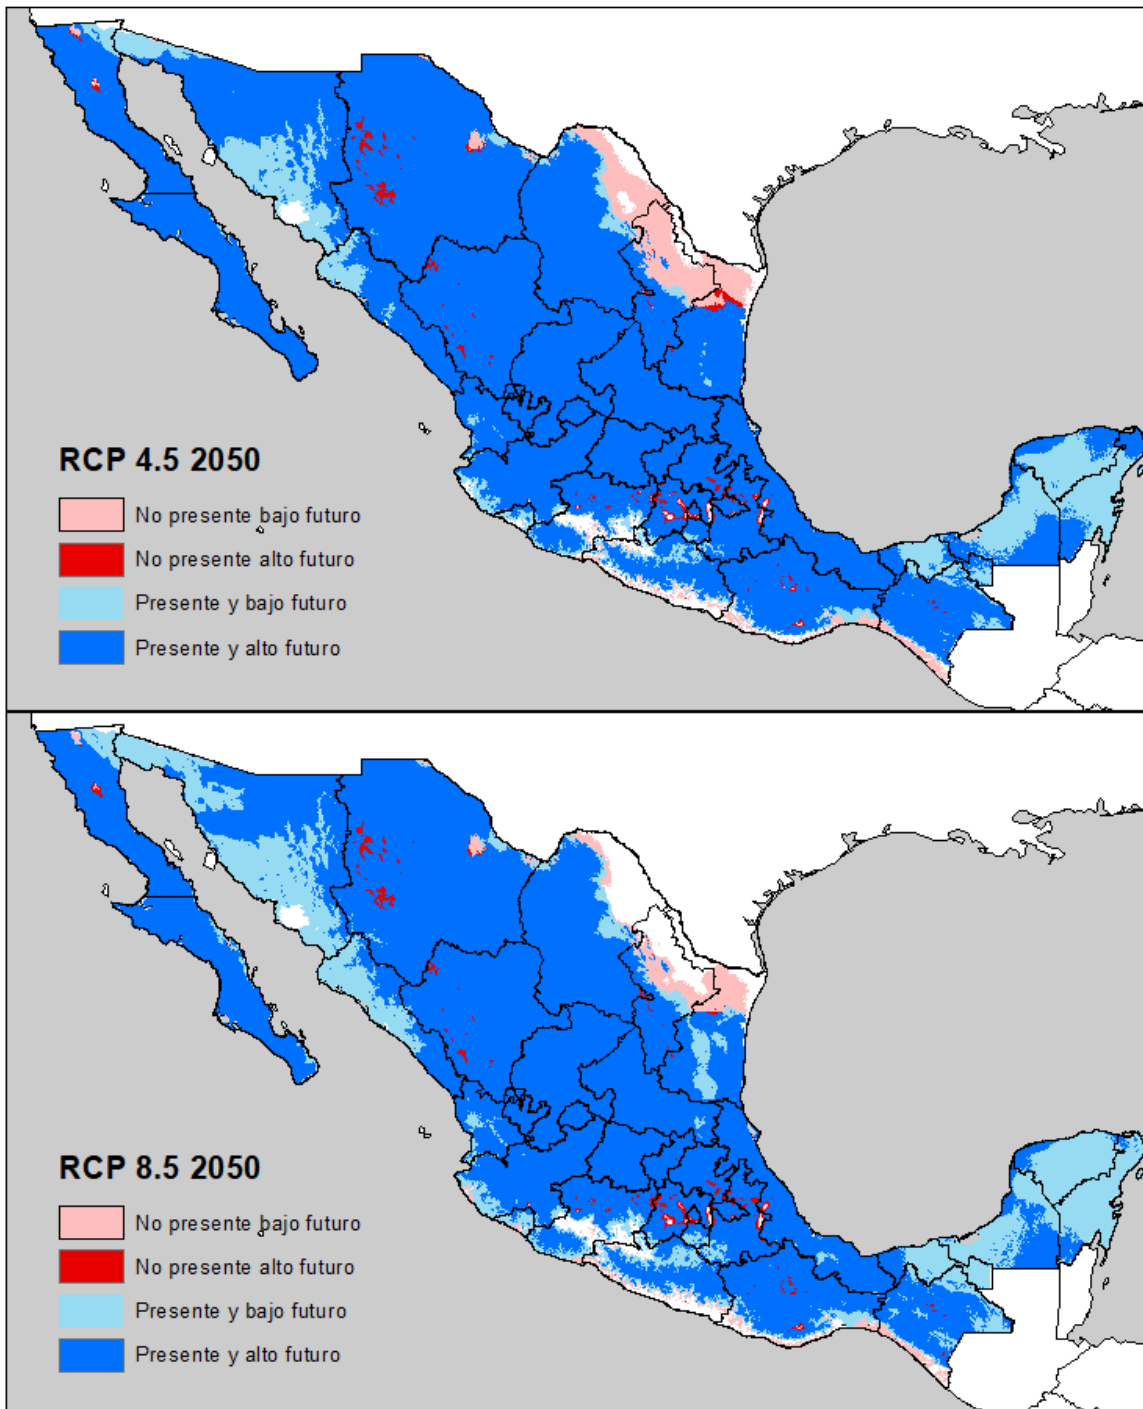 RCP 4.5 2050
No presente bajo futuro
No presente alto futuro
Presente y bajo futuro
Presente y alto futuro
RCP 8.5 2050
No presente bajo futuro
No presente alto futuro
Presente y bajo futuro
Presente y alto futuro